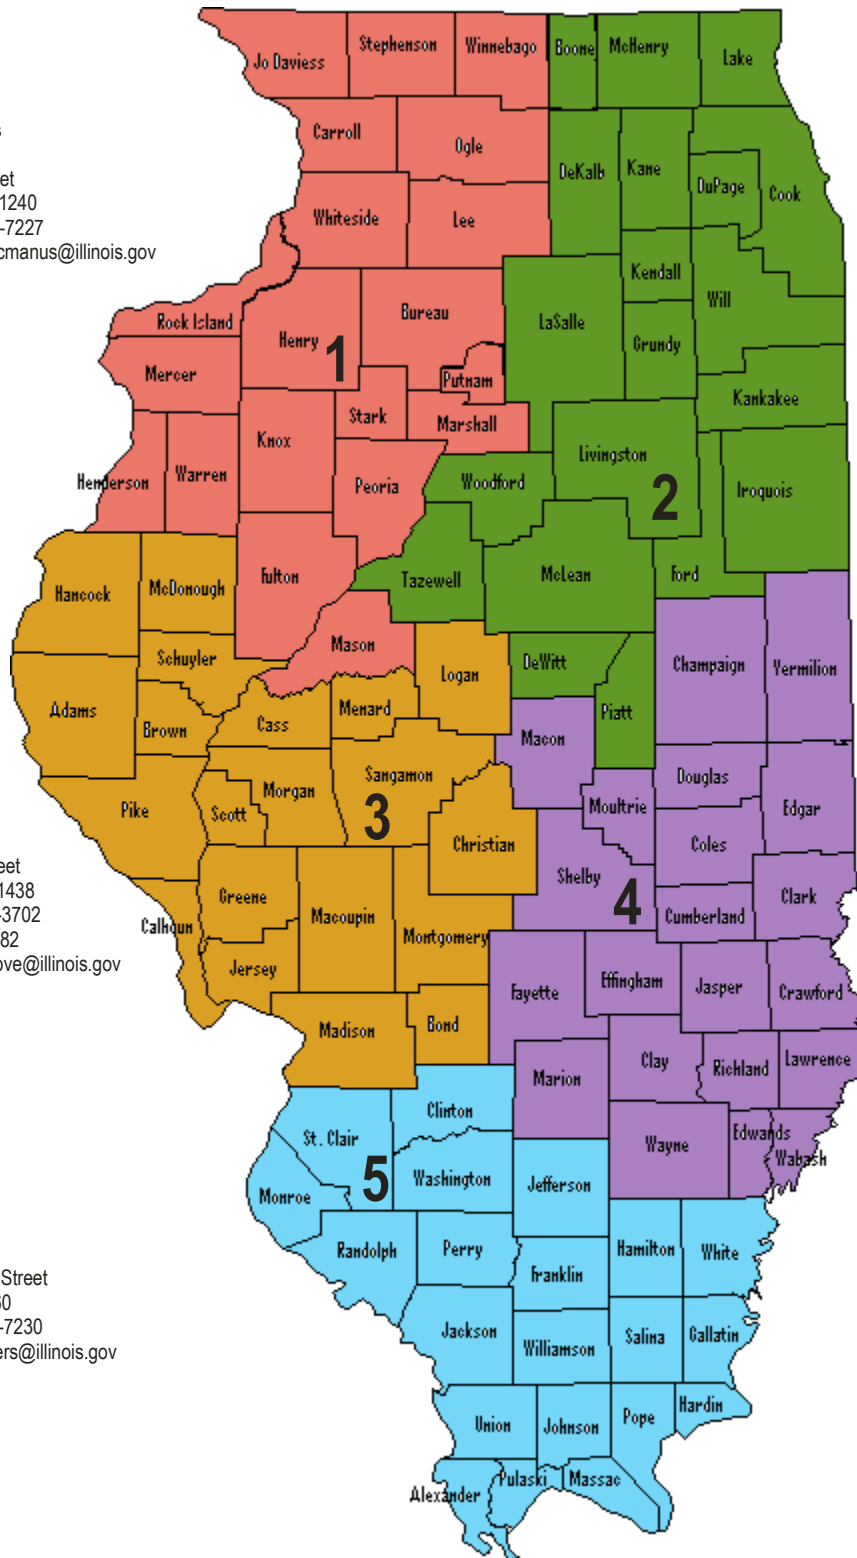 Jo Daviess
Stephenson
Winnebago
Boone
McHenry
Lake
Carroll
Ogle
DeKalb
Kane
DuPage
Cook
s
eet
1240
-7227
cmanus@illinois.gov
Whiteside
Lee
Kendall
Will
Rock Island
Henry
1
Bureau
LaSalle
Grundy
Mercer
Putnam
Kankakee
Stark
Marshall
Knox
Livingston
Henderson
Warren
Peoria
Woodford
2
Iroquois
Hancock
McDonough
Fulton
Tazewell
McLean
Ford
Schuyler
Mason
Logan
DeWitt
Champaign
Vermilion
Adams
Brown
Cass
Menard
Macon
Piatt
Pike
Scott
Morgan
Sangamon
3
Christian
Moultrie
Douglas
Coles
Edgar
Shelby
4
Cumberland
Clark
reet
1438
-3702
82
ove@illinois.gov
Calhoun
Greene
Macoupin
Montgomery
Jersey
Fayette
Effingham
Jasper
Crawford
Madison
Bond
Marion
Clay
Richland
Lawrence
St. Clair
Clinton
Wayne
Edwards
Wabash
5
Washington
Jefferson
Monroe
Randolph
Perry
Franklin
Hamilton
White
Street
60
-7230
ers@illinois.gov
Jackson
Williamson
Salina
Gallatin
Union
Johnson
Pope
Hardin
Alexander
Pulaski
Massac